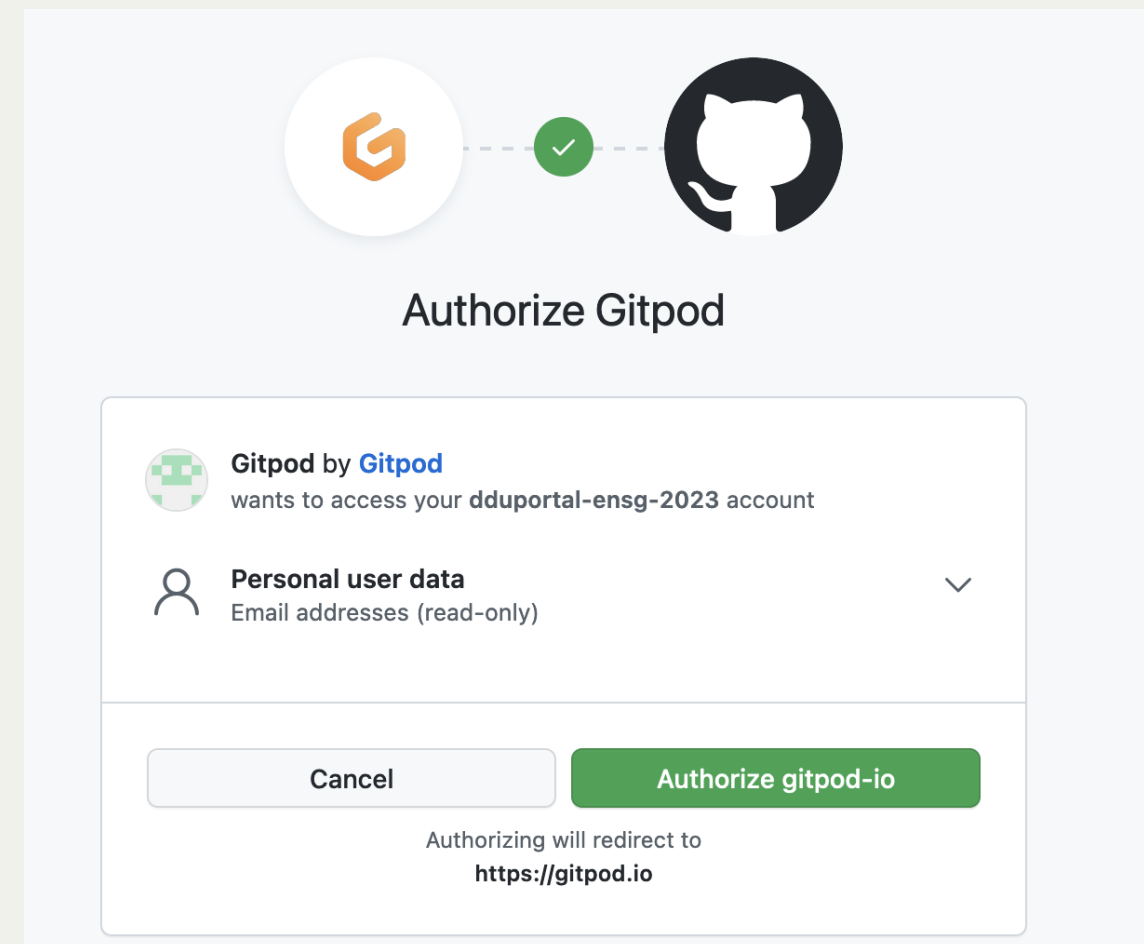 Authorize Gitpod
Gitpod by Gitpod
wants to access your dduportal-ensg-2023 account
Personal user data
Email addresses (read-only)
Cancel
Authorize gitpod-io
Authorizing will redirect to
https://gitpod.io